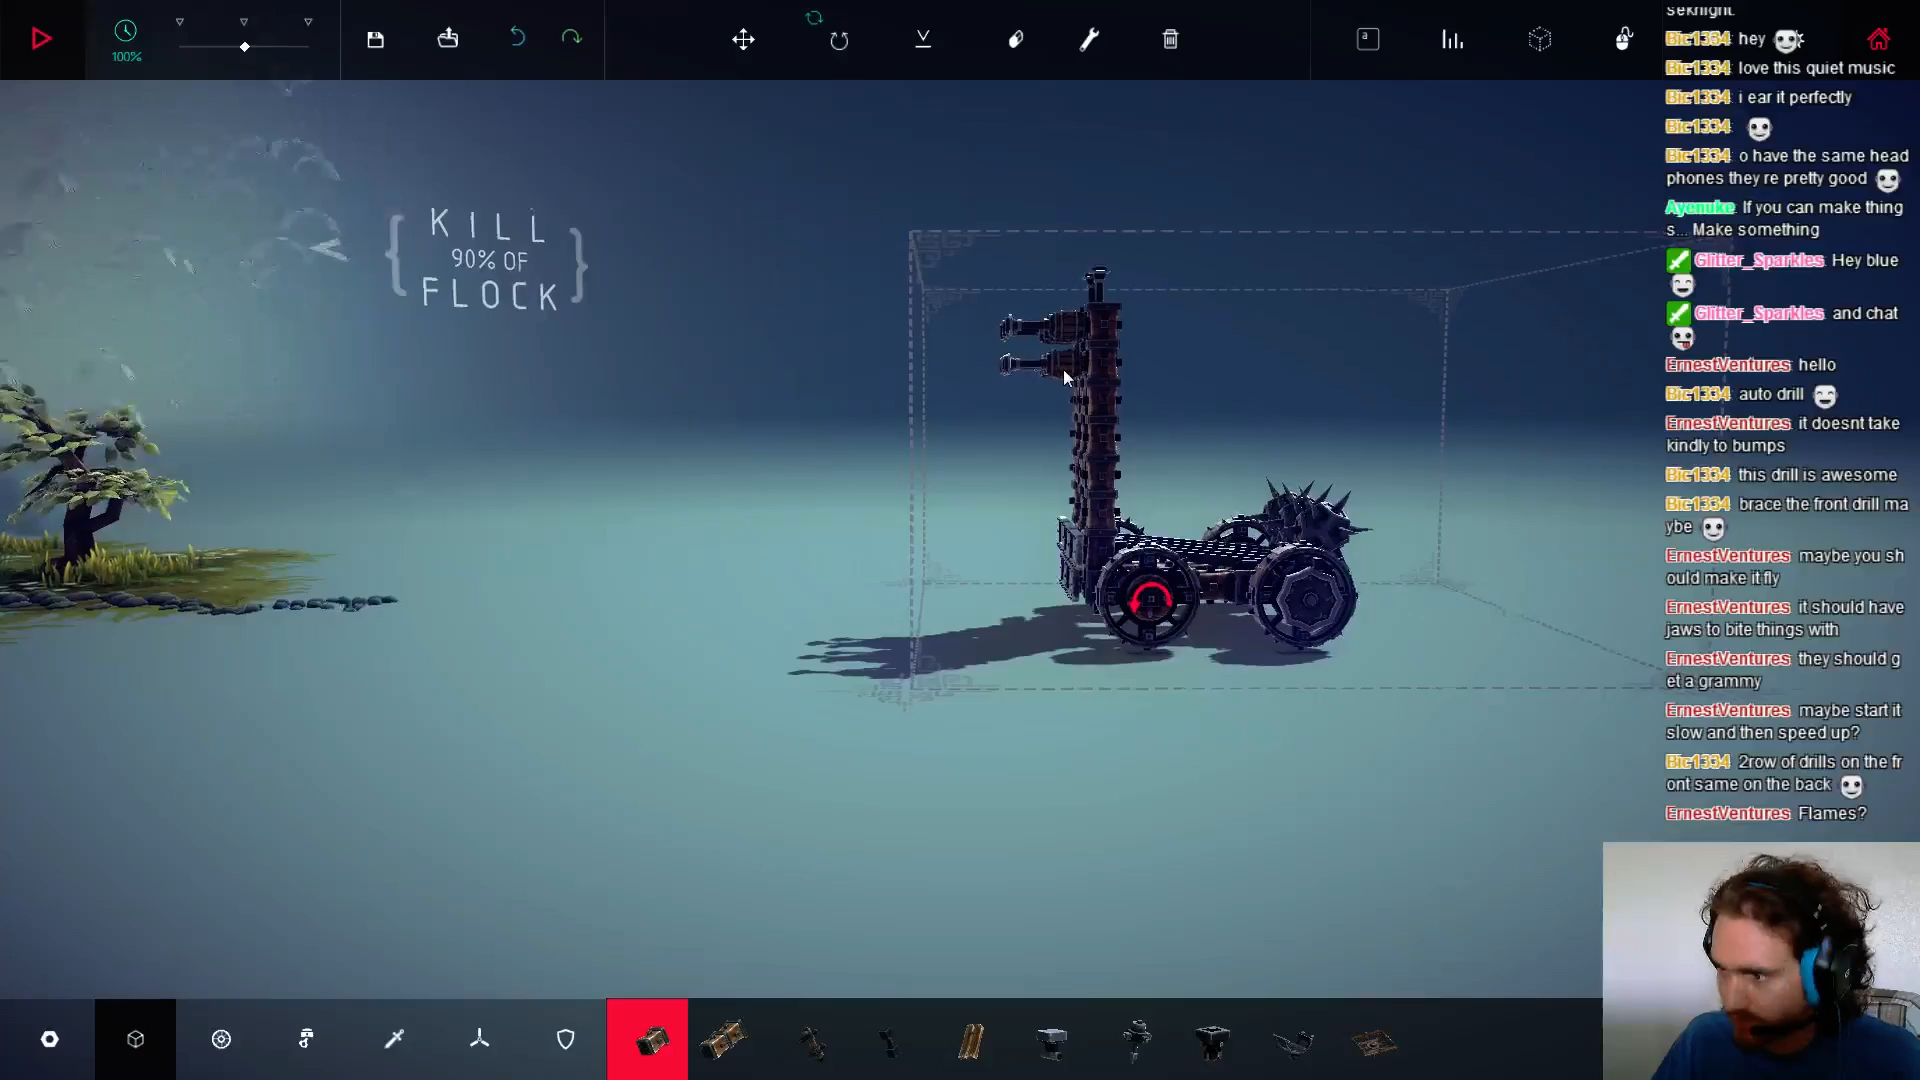 100%
a
KILL
90% OF
FLOCK
seknight.
Bic1334 hey
Bic1334 love this quiet music
Bic1334 i ear it perfectly
Bic1334
Bic1334 o have the same head
phones they re pretty good
Ayenuke: If you can make thing
s... Make something
Glitter_Sparkles: Hey blue
Glitter_Sparkles: and chat
ErnestVentures: hello
Bic1334 auto drill
ErnestVentures: it doesnt take
kindly to bumps
Bic1334 this drill is awesome
Bic1334 brace the front drill ma
ybe
ErnestVentures: maybe you sh
ould make it fly
ErnestVentures: it should have
jaws to bite things with
ErnestVentures: they should g
et a grammy
ErnestVentures: maybe start it
slow and then speed up?
Bic1334 2row of drills on the fr
ont same on the back
ErnestVentures: Flames?